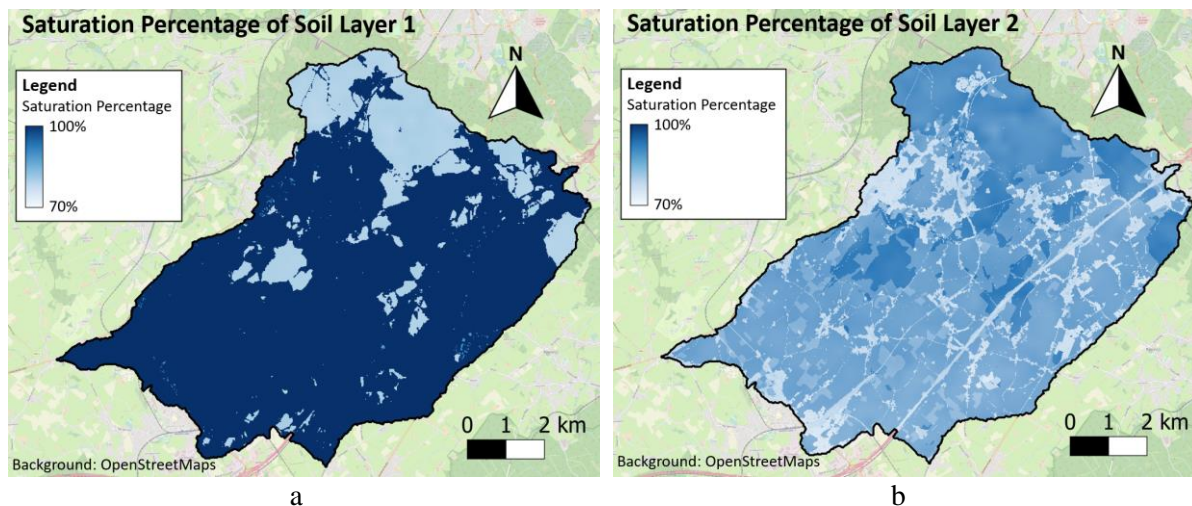 Saturation Percentage of Soil Layer 1
N
Legend
Saturation Percentage
100%
70%
0 1 2 km
Background: OpenStreetMaps
a
Saturation Percentage of Soil Layer 2
N
Legend
Saturation Percentage
100%
70%
0 1 2 km
Background: OpenStreetMaps
b